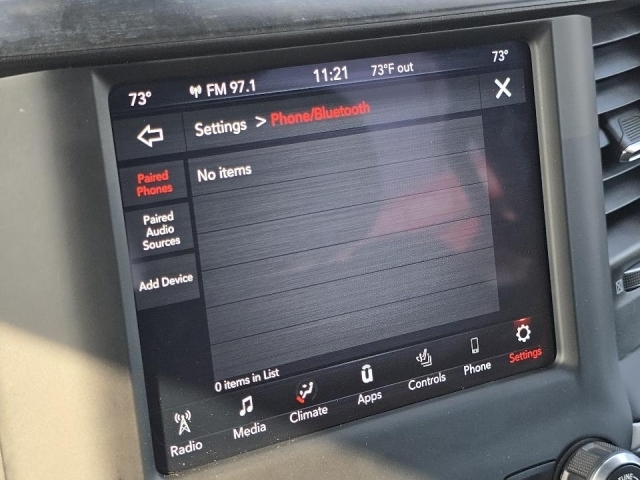 73° FM 97.1 11:21 73°F out 73°
Settings > Phone/Bluetooth X
Paired
Phones
No items
Paired
Audio
Sources
Add Device
0 items in List
Radio Media Climate Apps Controls Phone Settings
TUNE